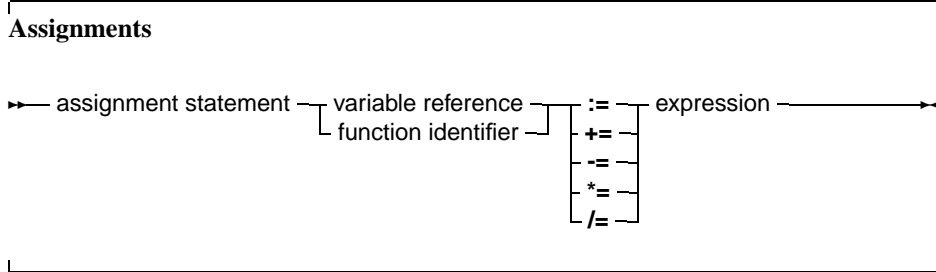 Assignments
assignment statement variable reference := expression
function identifier +=
-=
*=
/=